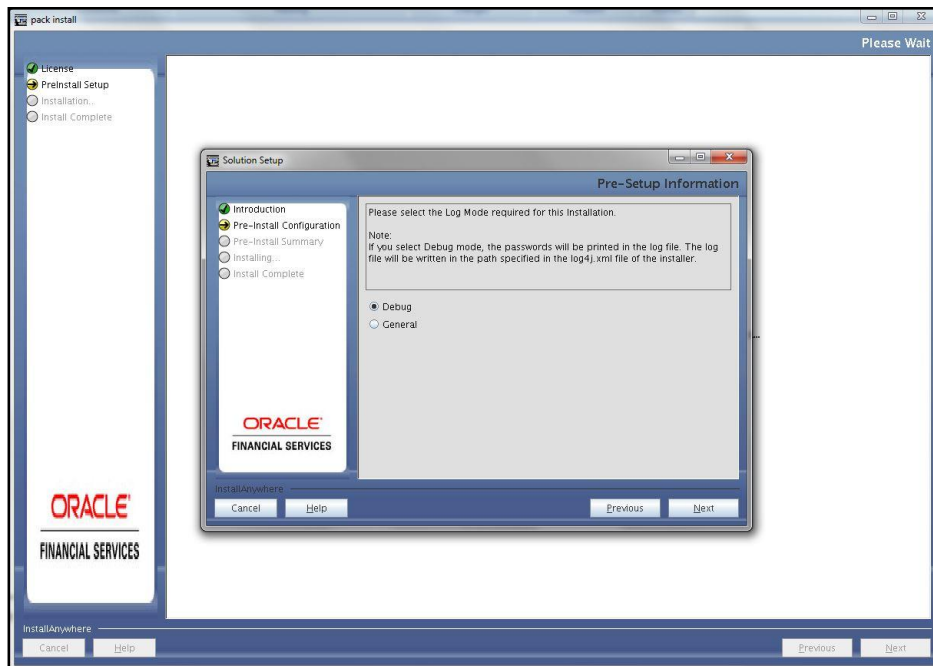 pack install
Please Wait
License
PreInstall Setup
Installation...
Install Complete
Solution Setup
Pre-Setup Information
Introduction
Pre-Install Configuration
Pre-Install Summary
Installing...
Install Complete
Please select the Log Mode required for this Installation.
Note:
If you select Debug mode, the passwords will be printed in the log file. The log
file will be written in the path specified in the log4j.xml file of the installer.
Debug
General
...
ORACLE
FINANCIAL SERVICES
InstallAnywhere
Cancel
Help
Previous
Next
ORACLE
FINANCIAL SERVICES
InstallAnywhere
Cancel
Help
Previous
Next